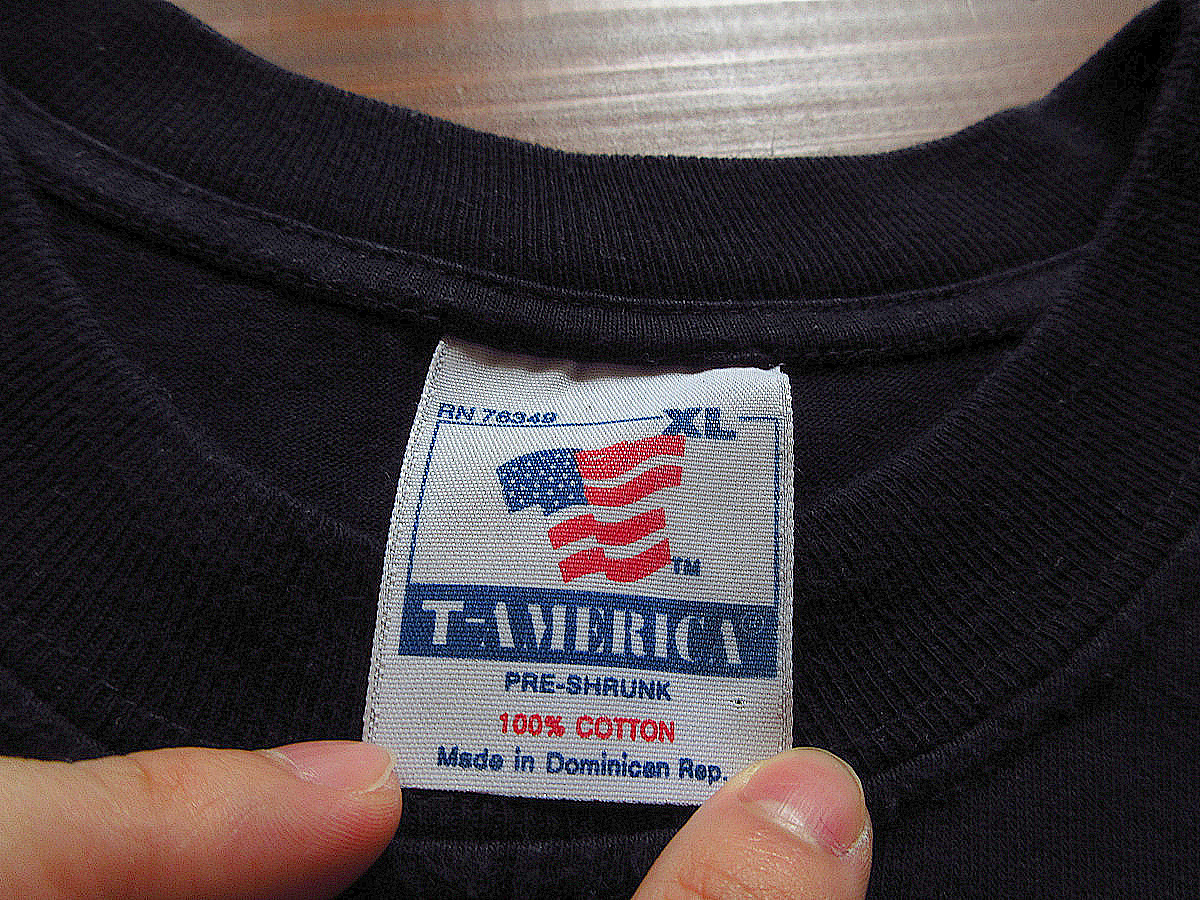 RN 76349 XL
TM
T-AMERICA
PRE-SHRUNK
100% COTTON
Made in Dominican Rep.